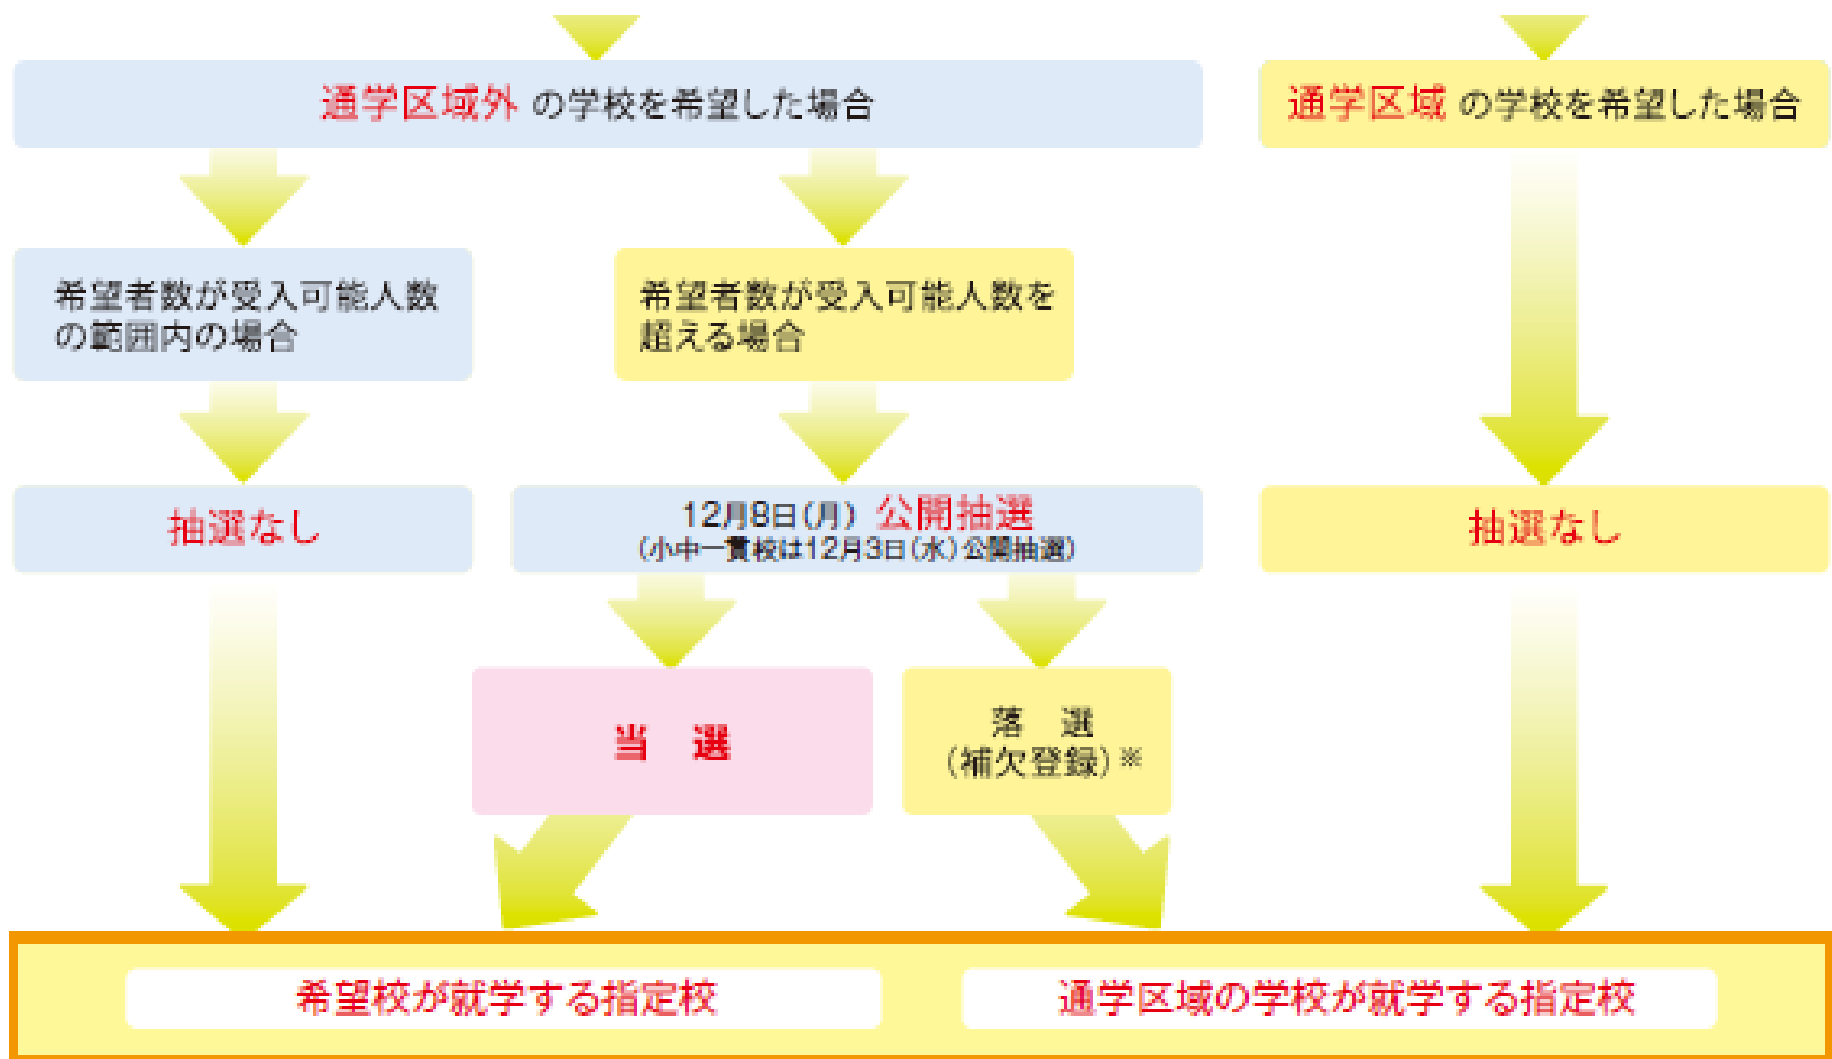 通学区域外 の学校を希望した場合
通学区域 の学校を希望した場合
希望者数が受入可能人数
の範囲内の場合
希望者数が受入可能人数を
超える場合
抽選なし
12月8日(月) 公開抽選
(小中一貫校は12月3日(水)公開抽選)
抽選なし
当 選
落 選
(補欠登録)※
希望校が就学する指定校
通学区域の学校が就学する指定校